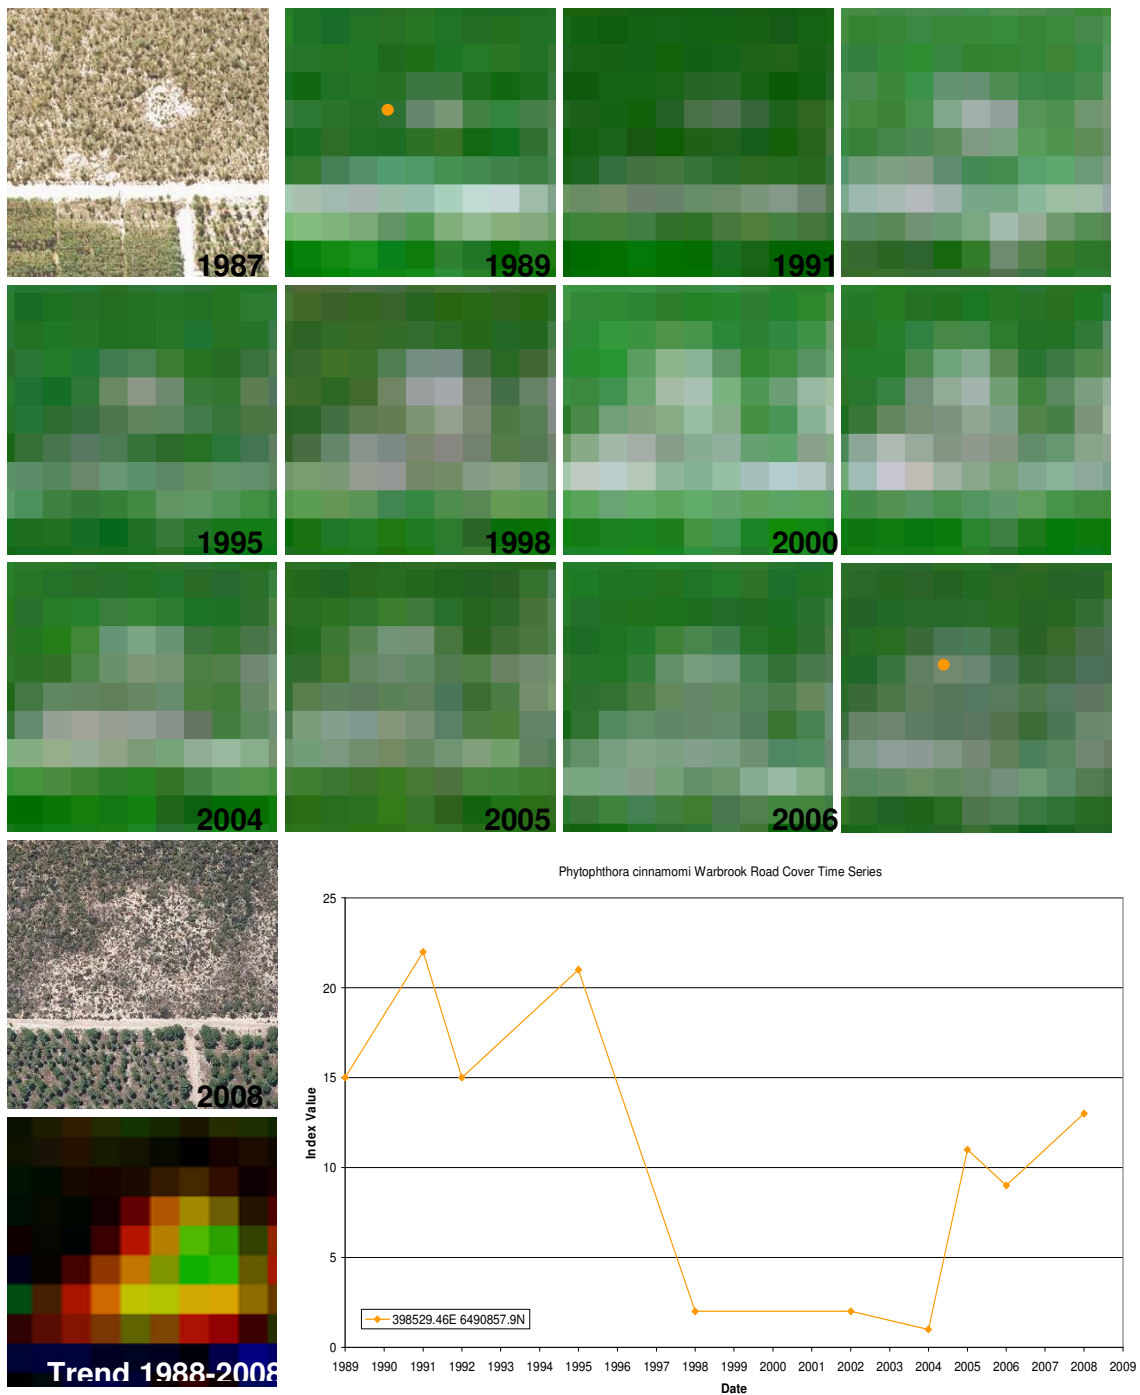 1987
1989
1991
1995
1998
2000
2004
2005
2006
2008
Trend 1988-2008
Phytophthora cinnamomi Warbrook Road Cover Time Series
25
20
15
10
5
0
Index Value
398529.46E 6490857.9N
1989 1990 1991 1992 1993 1994 1995 1996 1997 1998 1999 2000 2001 2002 2003 2004 2005 2006 2007 2008 2009
Date